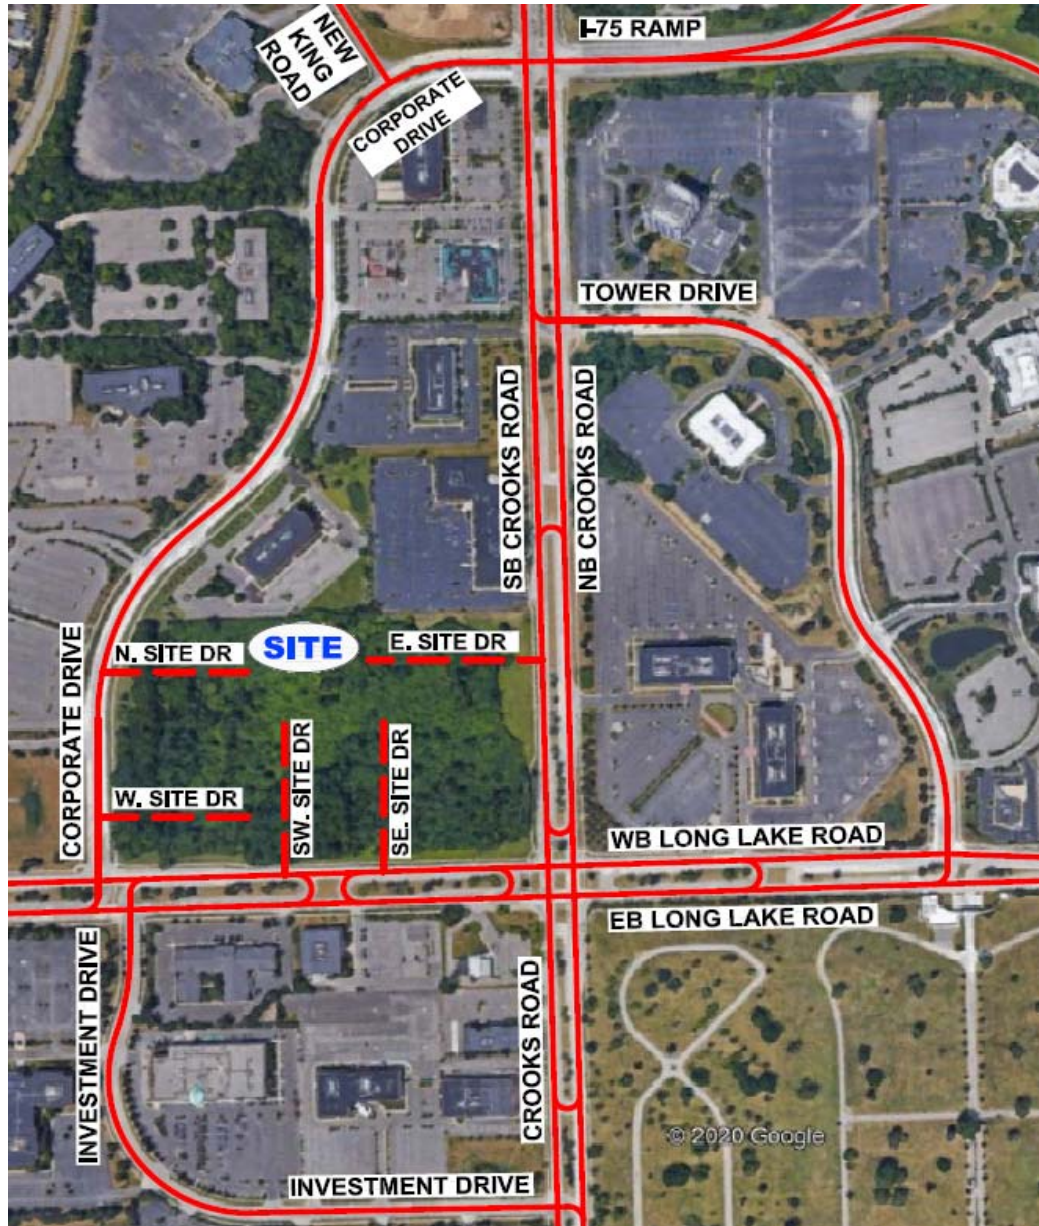 I-75 RAMP
NEW
KING
ROAD
CORPORATE
DRIVE
TOWER DRIVE
SB CROOKS ROAD
NB CROOKS ROAD
CORPORATE DRIVE
N. SITE DR
SITE
E. SITE DR
W. SITE DR
SW. SITE DR
SE. SITE DR
WB LONG LAKE ROAD
EB LONG LAKE ROAD
INVESTMENT DRIVE
CROOKS ROAD
© 2020 Google
INVESTMENT DRIVE